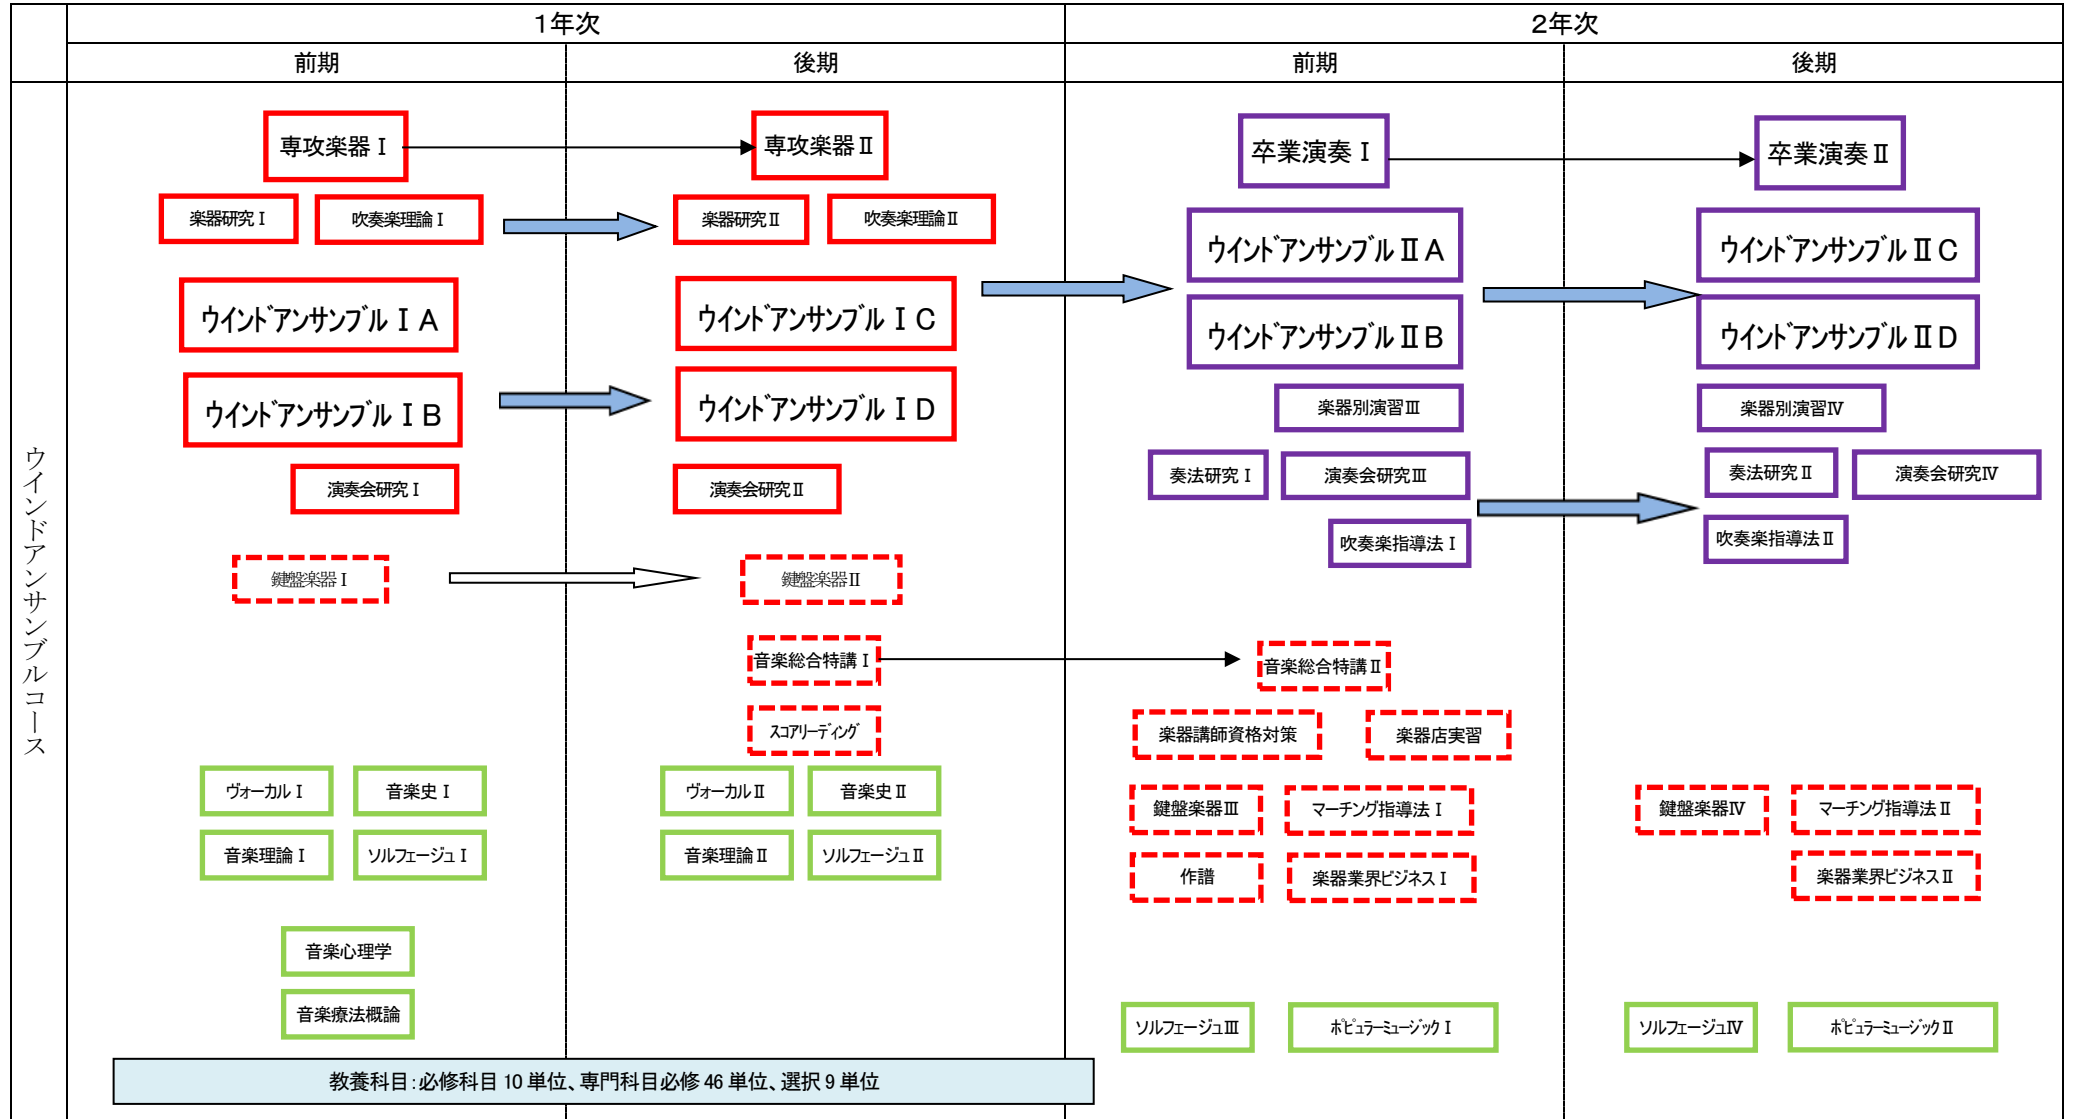 1年次
2年次
前期
後期
前期
後期
ウインドアンサンブルコース
専攻楽器Ⅰ
専攻楽器Ⅱ
卒業演奏Ⅰ
卒業演奏Ⅱ
楽器研究Ⅰ
吹奏楽理論Ⅰ
楽器研究Ⅱ
吹奏楽理論Ⅱ
ウインドアンサンブルⅡA
ウインドアンサンブルⅡC
ウインドアンサンブルⅠA
ウインドアンサンブルⅠC
ウインドアンサンブルⅡB
ウインドアンサンブルⅡD
ウインドアンサンブルⅠB
ウインドアンサンブルⅠD
楽器別演習Ⅲ
楽器別演習Ⅳ
演奏会研究Ⅰ
演奏会研究Ⅱ
奏法研究Ⅰ
演奏会研究Ⅲ
奏法研究Ⅱ
演奏会研究Ⅳ
吹奏楽指導法Ⅰ
吹奏楽指導法Ⅱ
鍵盤楽器Ⅰ
鍵盤楽器Ⅱ
音楽総合特講Ⅰ
音楽総合特講Ⅱ
スコアリーディング
楽器講師資格対策
楽器店実習
ヴォーカルⅠ
音楽史Ⅰ
ヴォーカルⅡ
音楽史Ⅱ
鍵盤楽器Ⅲ
マーチング指導法Ⅰ
鍵盤楽器Ⅳ
マーチング指導法Ⅱ
音楽理論Ⅰ
ソルフェージュⅠ
音楽理論Ⅱ
ソルフェージュⅡ
作譜
楽器業界ビジネスⅠ
楽器業界ビジネスⅡ
音楽心理学
音楽療法概論
ソルフェージュⅢ
ポピュラーミュージックⅠ
ソルフェージュⅣ
ポピュラーミュージックⅡ
教養科目:必修科目10単位、専門科目必修46単位、選択9単位